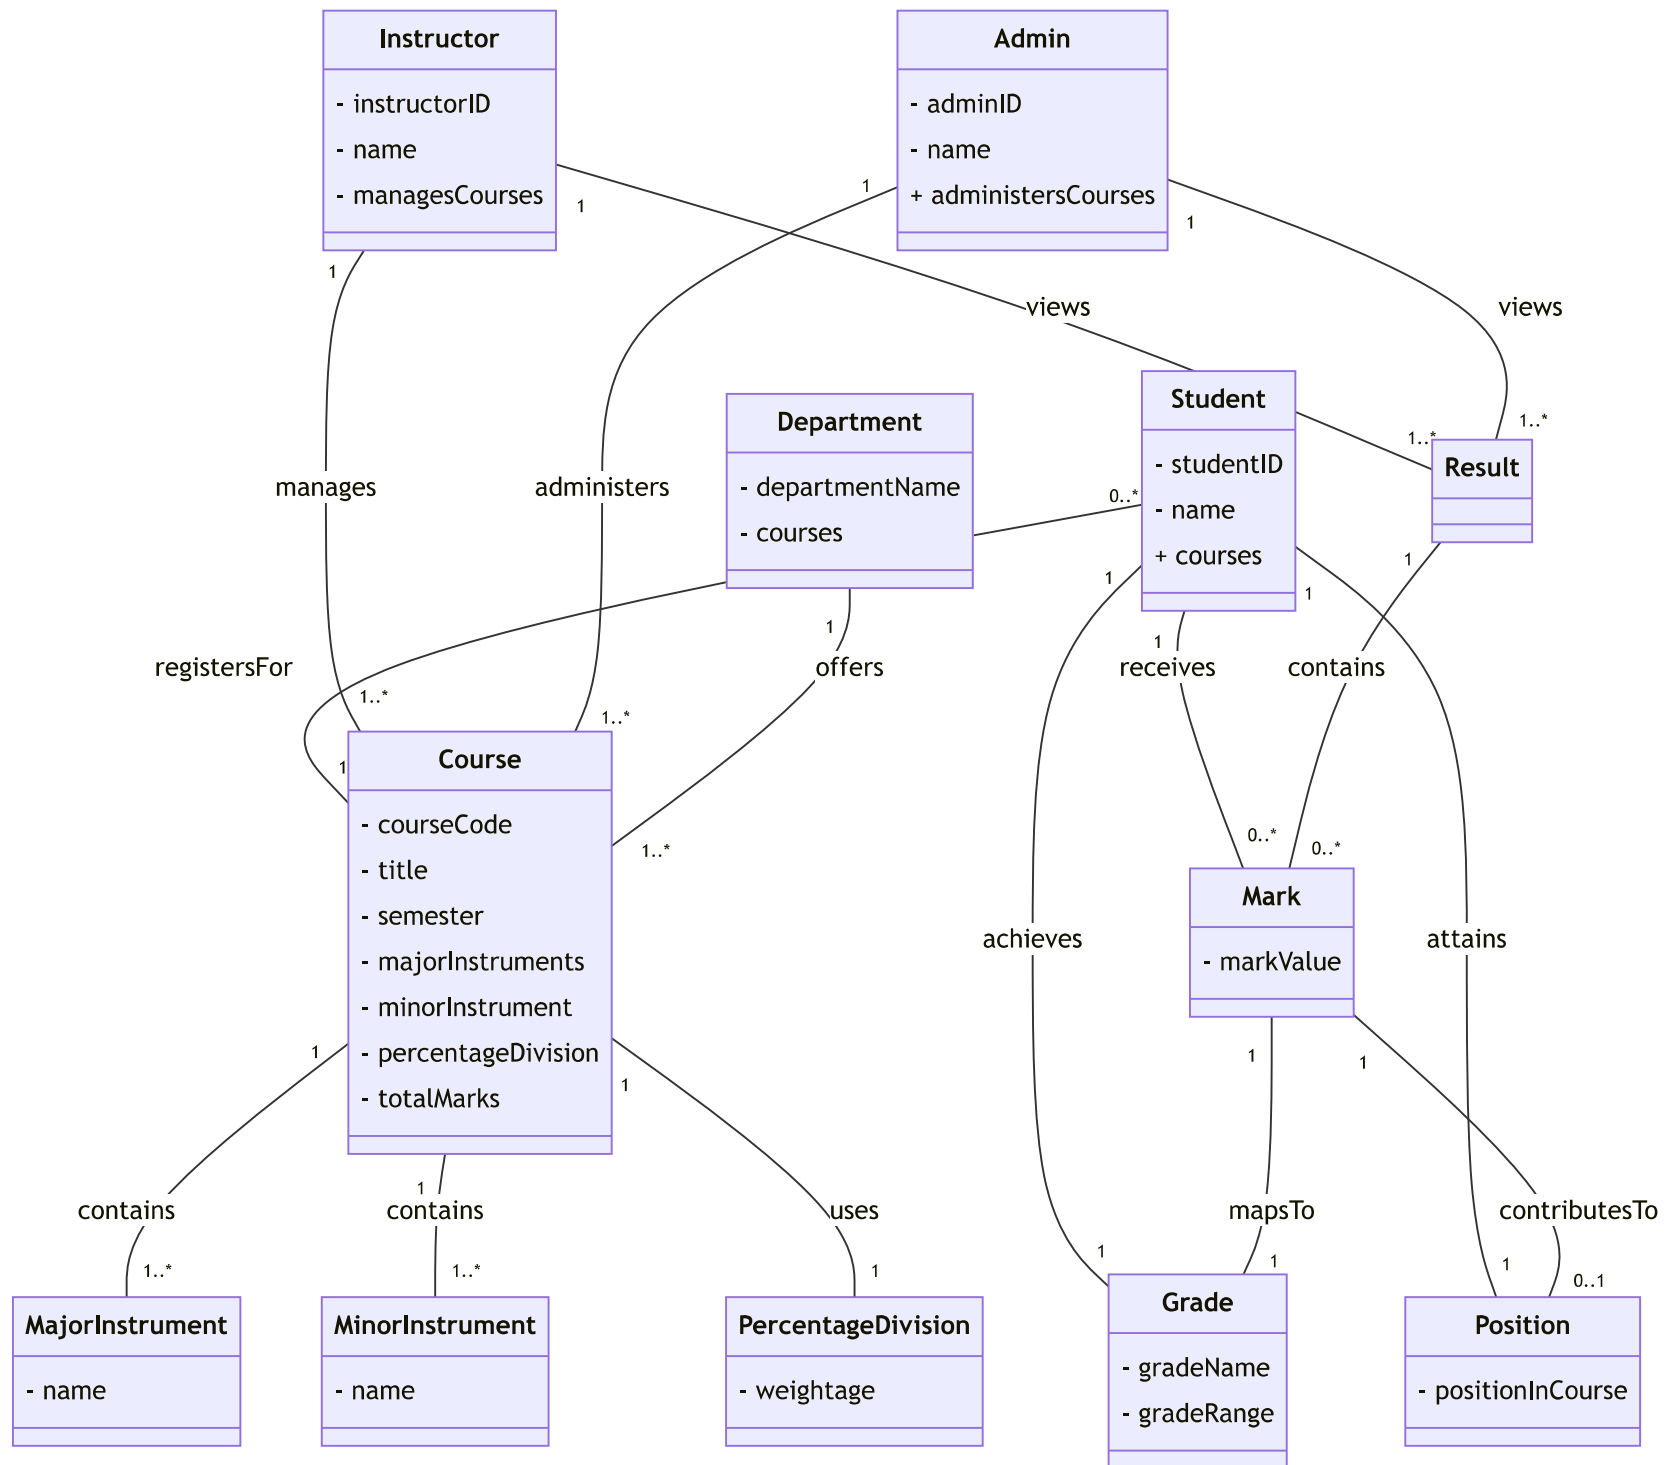 Instructor
- instructorID
- name
- managesCourses
Admin
- adminID
- name
+ administersCourses
1
1
1
1
views
views
Student
- studentID
- name
+ courses
Department
- departmentName
- courses
1..*
1..*
Result
manages
administers
0..*
1
1
1
1
1
registersFor
offers
receives
contains
1..*
1..*
1
1..*
0..*
0..*
Course
- courseCode
- title
- semester
- majorInstruments
- minorInstrument
- percentageDivision
- totalMarks
Mark
- markValue
achieves
attains
1
1
1
1
1
contains
contains
uses
mapsTo
contributesTo
1..*
1..*
1
1
1
1
0..1
MajorInstrument
- name
MinorInstrument
- name
PercentageDivision
- weightage
Grade
- gradeName
- gradeRange
Position
- positionInCourse